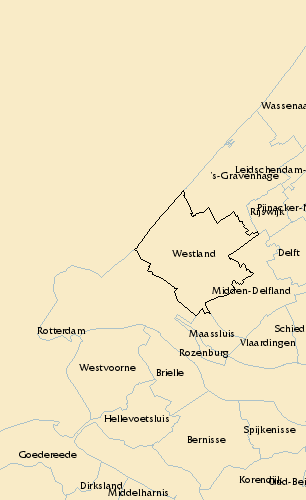 Wassenaa
Leidschendam-
's-Gravenhage
Pijnacker-N
Rijswijk
Westland
Delft
Midden-Delfland
Rotterdam
Maassluis
Schied
Vlaardingen
Rozenburg
Westvoorne
Brielle
Hellevoetsluis
Spijkenisse
Bernisse
Goedereede
Korendijk
Oud-Bei
Dirksland
Middelharnis